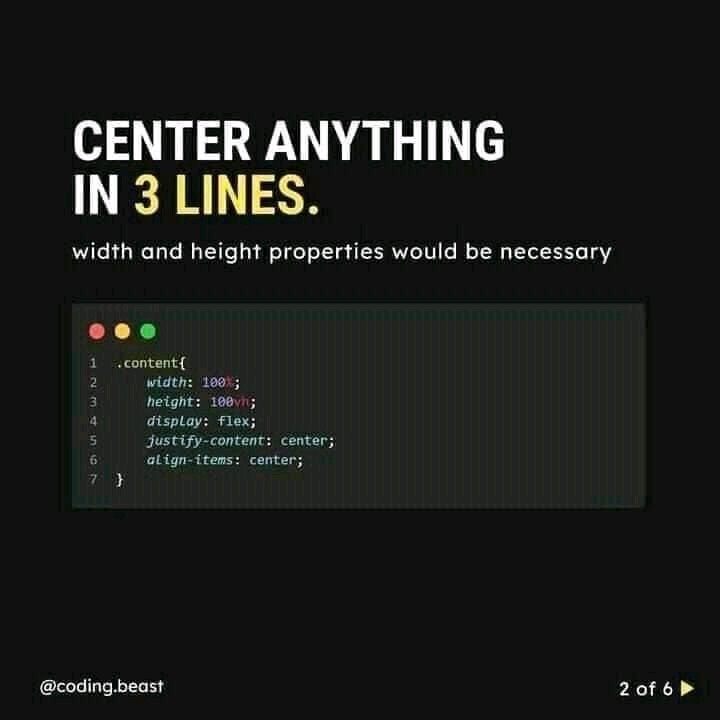 CENTER ANYTHING
IN 3 LINES.
width and height properties would be necessary
1 .content{
2 width: 100%;
3 height: 100vh;
4 display: flex;
5 justify-content: center;
6 align-items: center;
7 }
@coding.beast
2 of 6